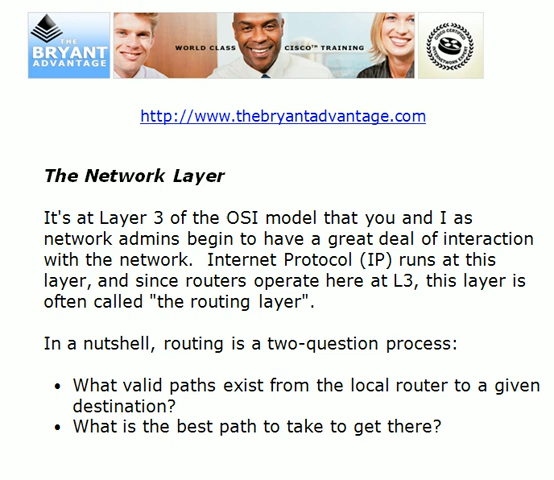 THE
BRYANT
ADVANTAGE
WORLD CLASS CISCO™ TRAINING
CISCO CERTIFIED
INTERNETWORK EXPERT
http://www.thebryantadvantage.com
The Network Layer
It's at Layer 3 of the OSI model that you and I as
network admins begin to have a great deal of interaction
with the network.  Internet Protocol (IP) runs at this
layer, and since routers operate here at L3, this layer is
often called "the routing layer".
In a nutshell, routing is a two-question process:
• What valid paths exist from the local router to a given
destination?
• What is the best path to take to get there?